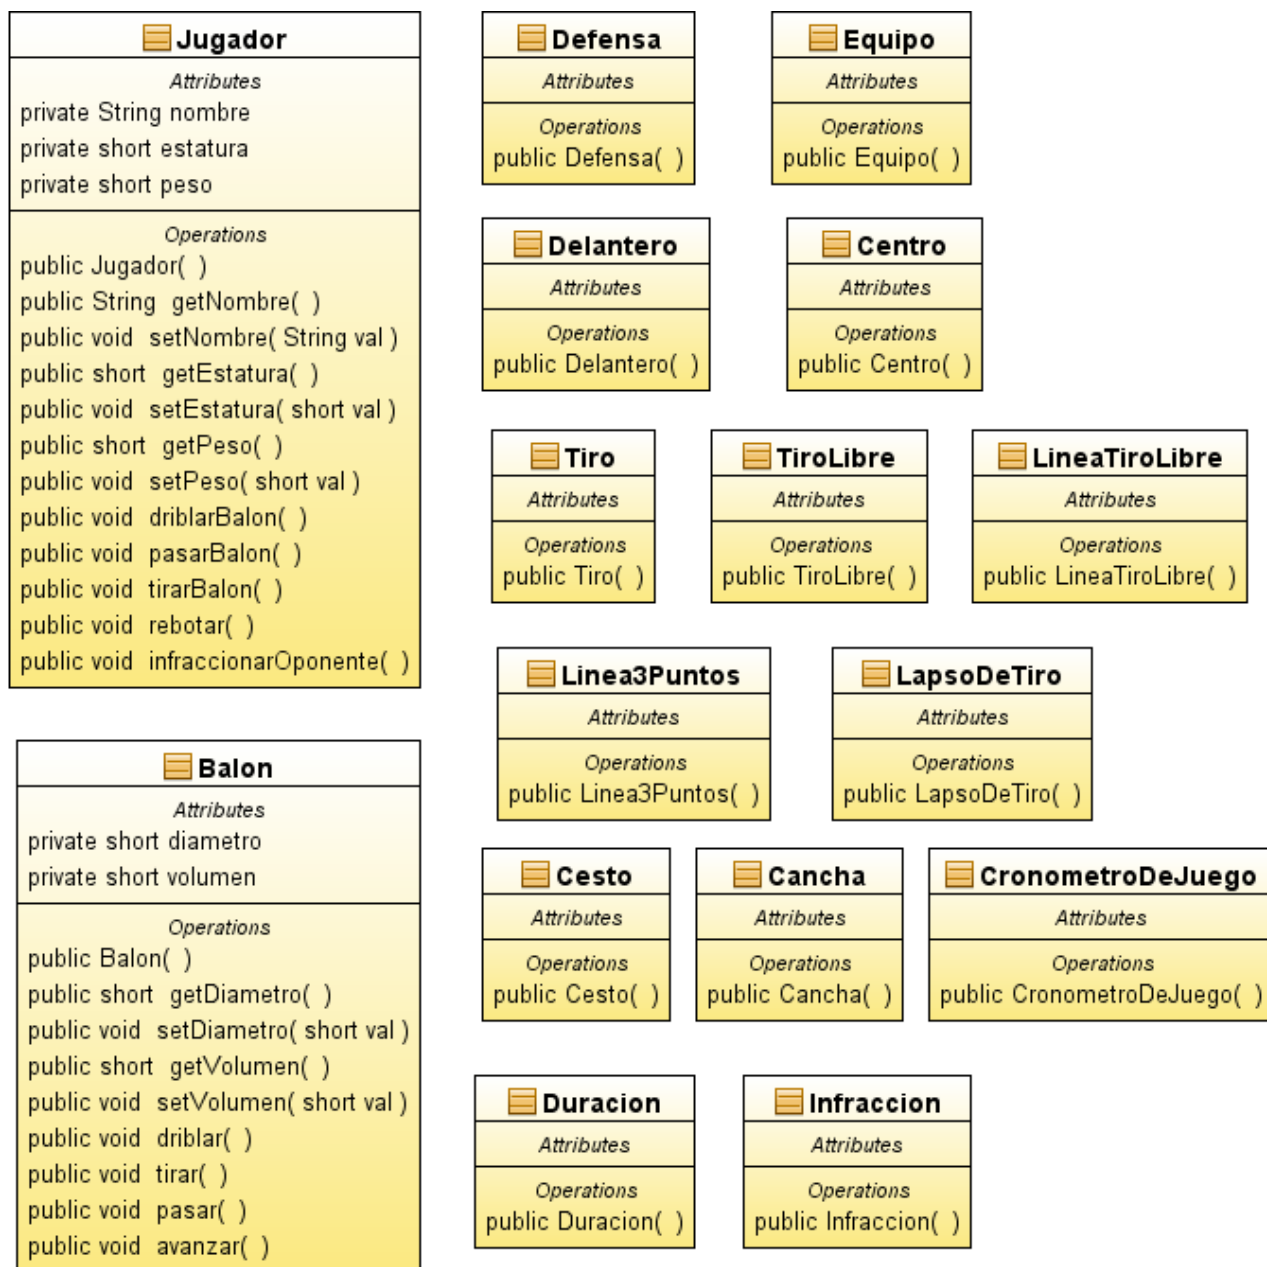 Jugador
Attributes
private String nombre
private short estatura
private short peso
Operations
public Jugador( )
public String getNombre( )
public void setNombre( String val )
public short getEstatura( )
public void setEstatura( short val )
public short getPeso( )
public void setPeso( short val )
public void driblarBalon( )
public void pasarBalon( )
public void tirarBalon( )
public void rebotar( )
public void infraccionarOponente( )
Balon
Attributes
private short diametro
private short volumen
Operations
public Balon( )
public short getDiametro( )
public void setDiametro( short val )
public short getVolumen( )
public void setVolumen( short val )
public void driblar( )
public void tirar( )
public void pasar( )
public void avanzar( )
Defensa
Attributes
Operations
public Defensa( )
Equipo
Attributes
Operations
public Equipo( )
Delantero
Attributes
Operations
public Delantero( )
Centro
Attributes
Operations
public Centro( )
Tiro
Attributes
Operations
public Tiro( )
TiroLibre
Attributes
Operations
public TiroLibre( )
LineaTiroLibre
Attributes
Operations
public LineaTiroLibre( )
Linea3Puntos
Attributes
Operations
public Linea3Puntos( )
LapsoDeTiro
Attributes
Operations
public LapsoDeTiro( )
Cesto
Attributes
Operations
public Cesto( )
Cancha
Attributes
Operations
public Cancha( )
CronometroDeJuego
Attributes
Operations
public CronometroDeJuego( )
Duracion
Attributes
Operations
public Duracion( )
Infraccion
Attributes
Operations
public Infraccion( )